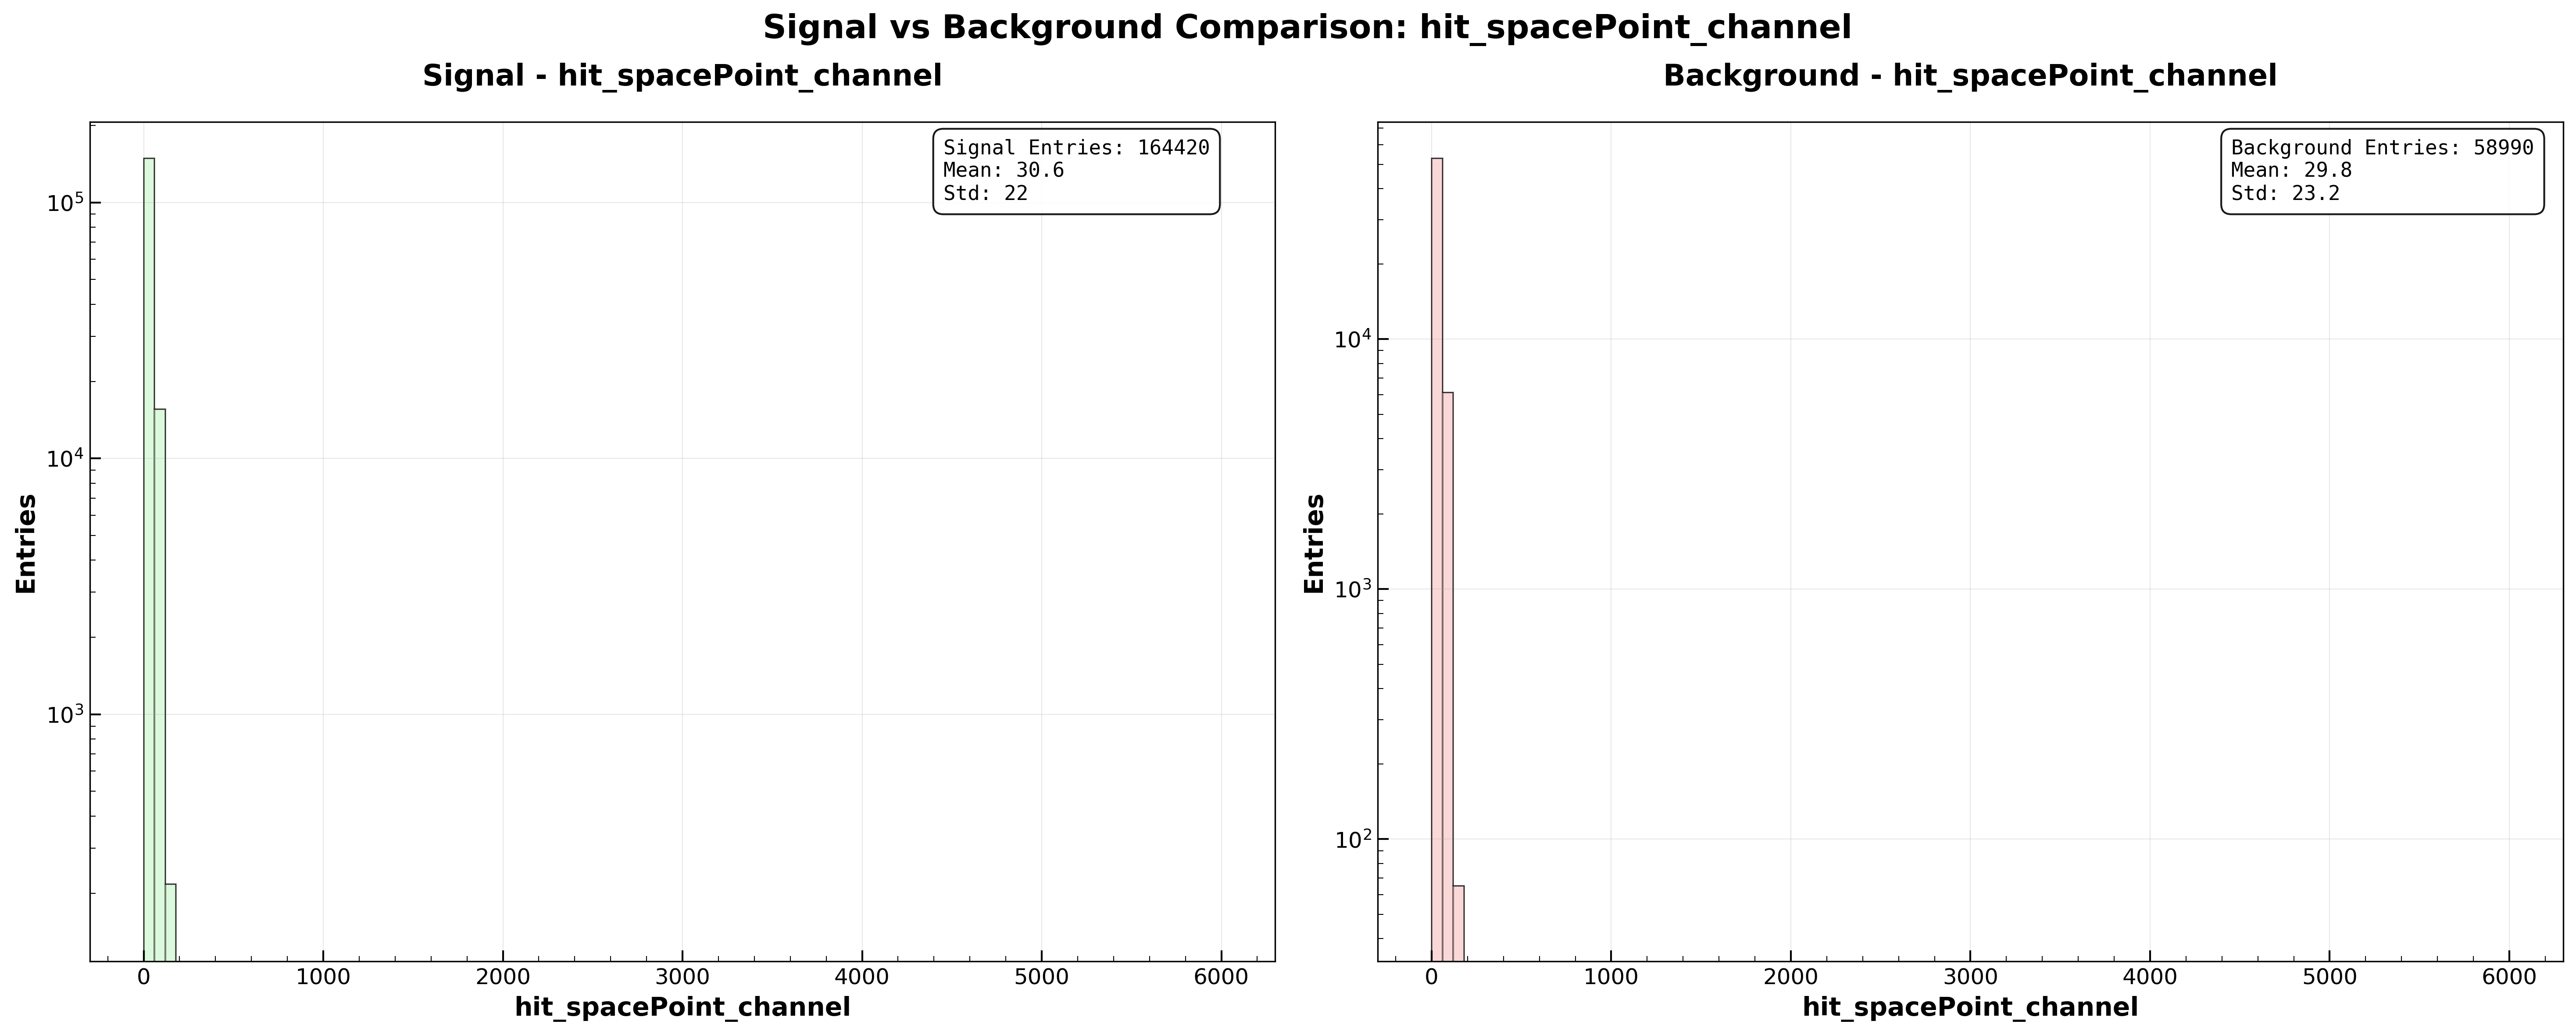 Signal vs Background Comparison: hit_spacePoint_channel
Signal - hit_spacePoint_channel
Signal Entries: 164420
Mean: 30.6
Std: 22
10^5
10^4
10^3
Entries
0 1000 2000 3000 4000 5000 6000
hit_spacePoint_channel
Background - hit_spacePoint_channel
Background Entries: 58990
Mean: 29.8
Std: 23.2
10^4
10^3
10^2
Entries
0 1000 2000 3000 4000 5000 6000
hit_spacePoint_channel